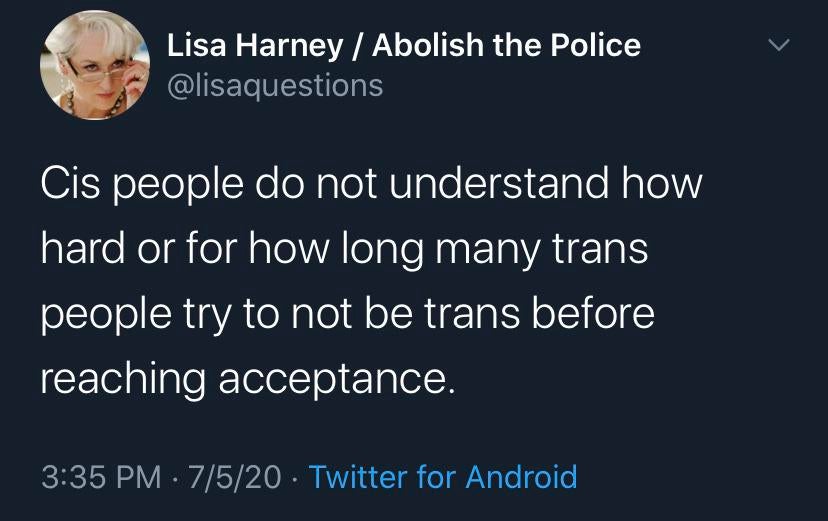 Lisa Harney / Abolish the Police
@lisaquestions
Cis people do not understand how
hard or for how long many trans
people try to not be trans before
reaching acceptance.
3:35 PM · 7/5/20 · Twitter for Android